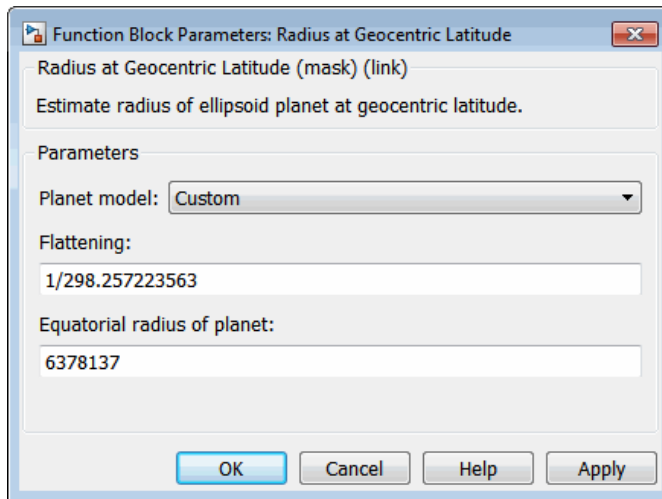 Function Block Parameters: Radius at Geocentric Latitude
Radius at Geocentric Latitude (mask) (link)
Estimate radius of ellipsoid planet at geocentric latitude.
Parameters
Planet model: Custom
Flattening:
1/298.257223563
Equatorial radius of planet:
6378137
OK Cancel Help Apply